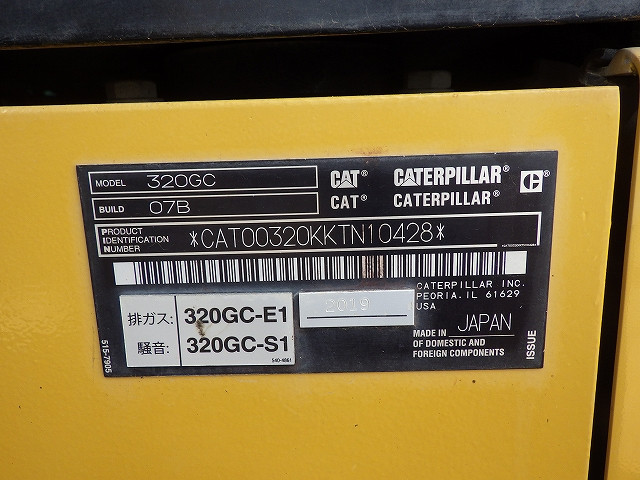 MODEL 320GC
CAT® CATERPILLAR® C®
BUILD 07B
CAT® CATERPILLAR®
PRODUCT IDENTIFICATION NUMBER *CAT00320KKTN10428*
CATERPILLAR INC.
PEORIA. IL 61629
USA
排ガス: 320GC-E1
2019
騒音: 320GC-S1
540-4861
MADE IN JAPAN
OF DOMESTIC AND
FOREIGN COMPONENTS
515-7905
ISSUE